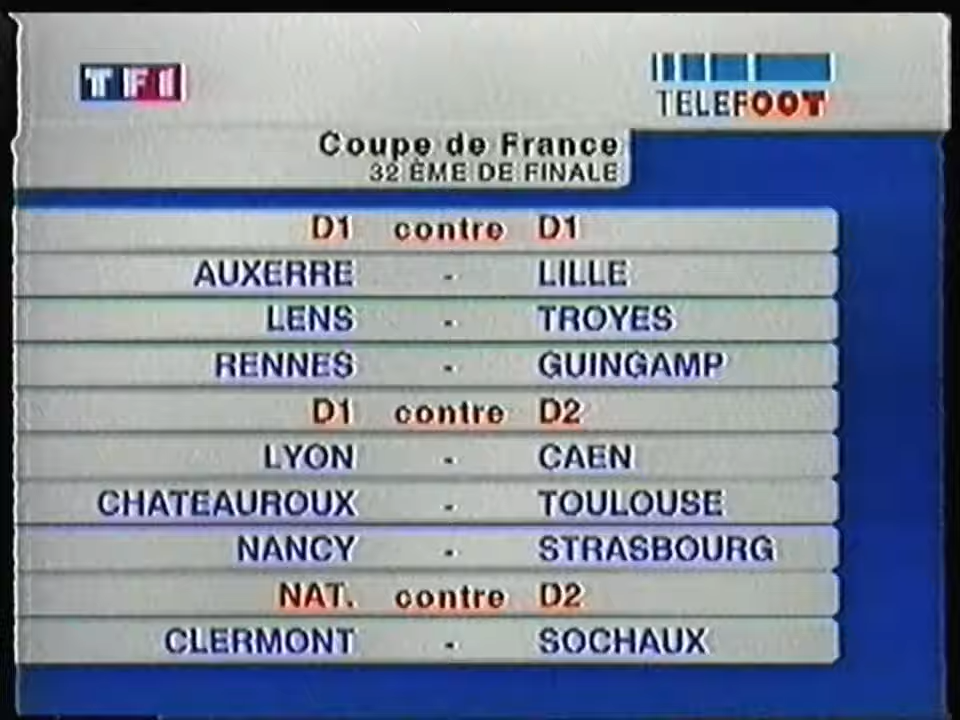 TF1
TELEFOOT
Coupe de France
32 ÈME DE FINALE
D1 contre D1
AUXERRE - LILLE
LENS - TROYES
RENNES - GUINGAMP
D1 contre D2
LYON - CAEN
CHATEAUROUX - TOULOUSE
NANCY - STRASBOURG
NAT. contre D2
CLERMONT - SOCHAUX